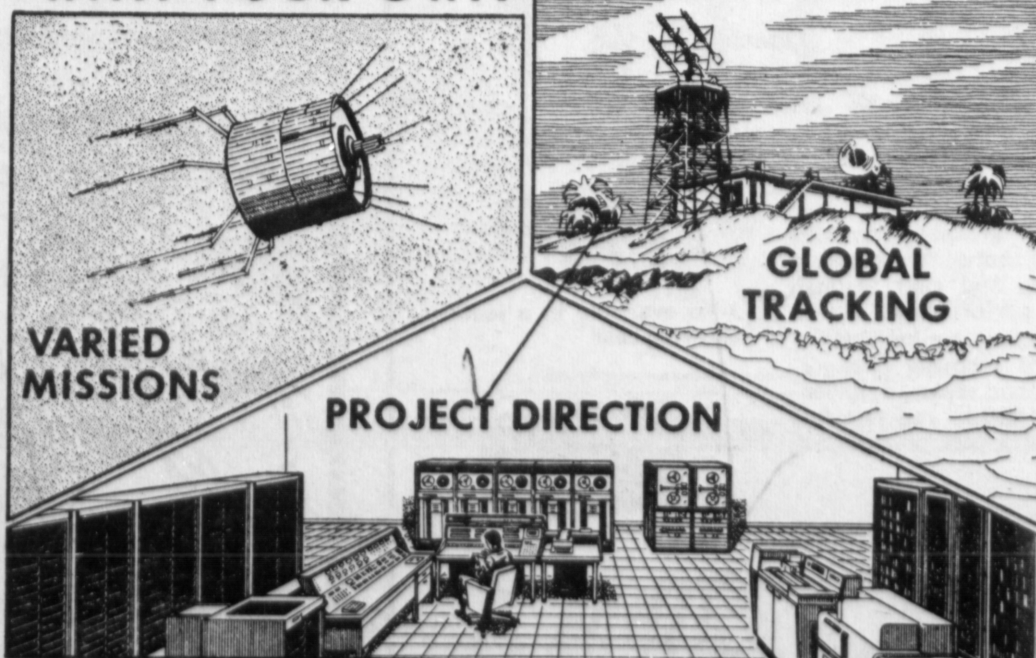 VARIED
MISSIONS
GLOBAL
TRACKING
PROJECT DIRECTION